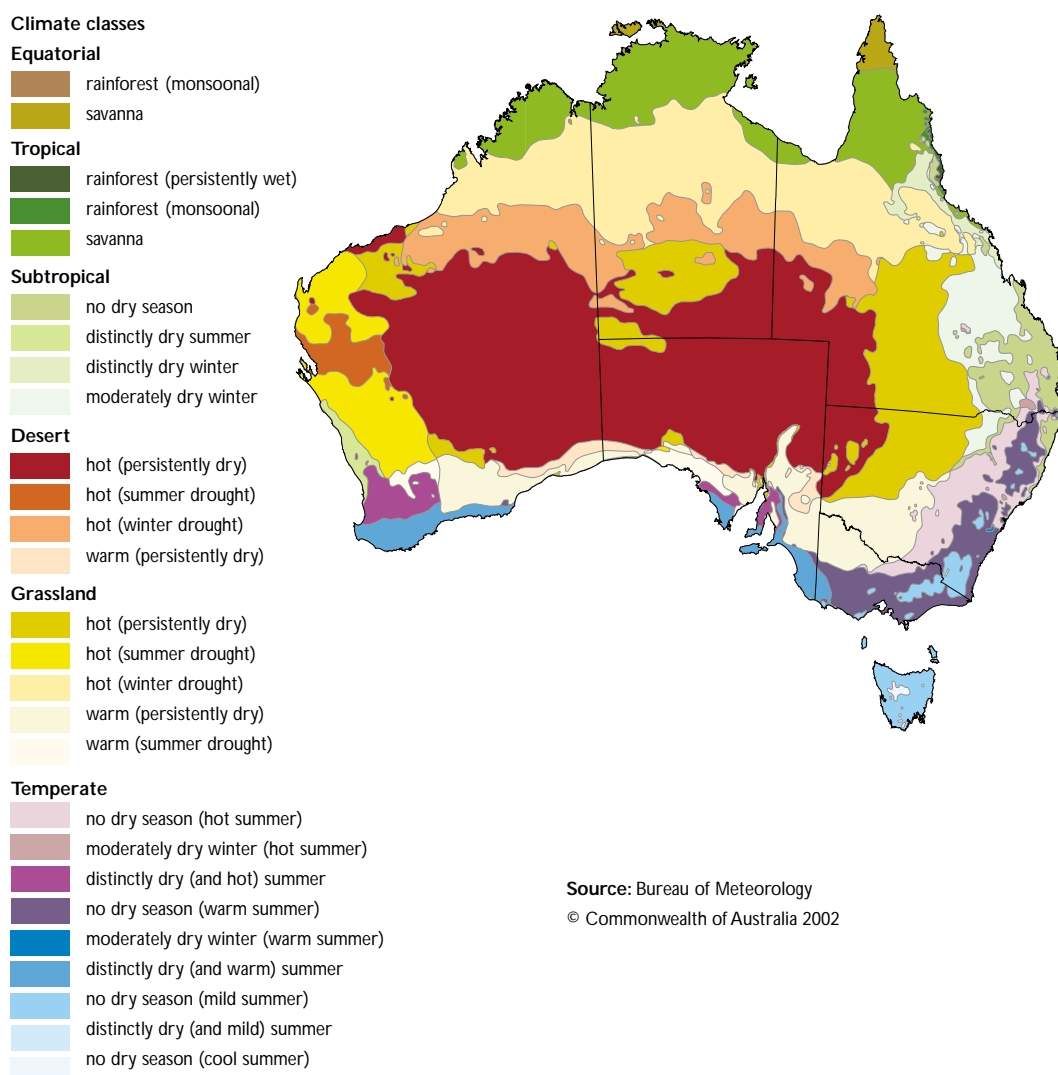 Climate classes
Equatorial
rainforest (monsoonal)
savanna
Tropical
rainforest (persistently wet)
rainforest (monsoonal)
savanna
Subtropical
no dry season
distinctly dry summer
distinctly dry winter
moderately dry winter
Desert
hot (persistently dry)
hot (summer drought)
hot (winter drought)
warm (persistently dry)
Grassland
hot (persistently dry)
hot (summer drought)
hot (winter drought)
warm (persistently dry)
warm (summer drought)
Temperate
no dry season (hot summer)
moderately dry winter (hot summer)
distinctly dry (and hot) summer
no dry season (warm summer)
moderately dry winter (warm summer)
distinctly dry (and warm) summer
no dry season (mild summer)
distinctly dry (and mild) summer
no dry season (cool summer)
Source: Bureau of Meteorology
© Commonwealth of Australia 2002